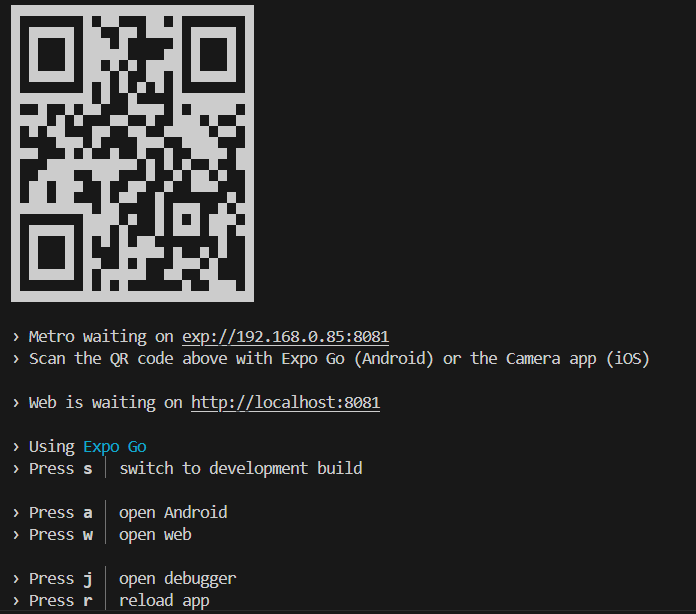 › Metro waiting on exp://192.168.0.85:8081
› Scan the QR code above with Expo Go (Android) or the Camera app (iOS)
› Web is waiting on http://localhost:8081
› Using Expo Go
› Press s │ switch to development build
› Press a │ open Android
› Press w │ open web
› Press j │ open debugger
› Press r │ reload app